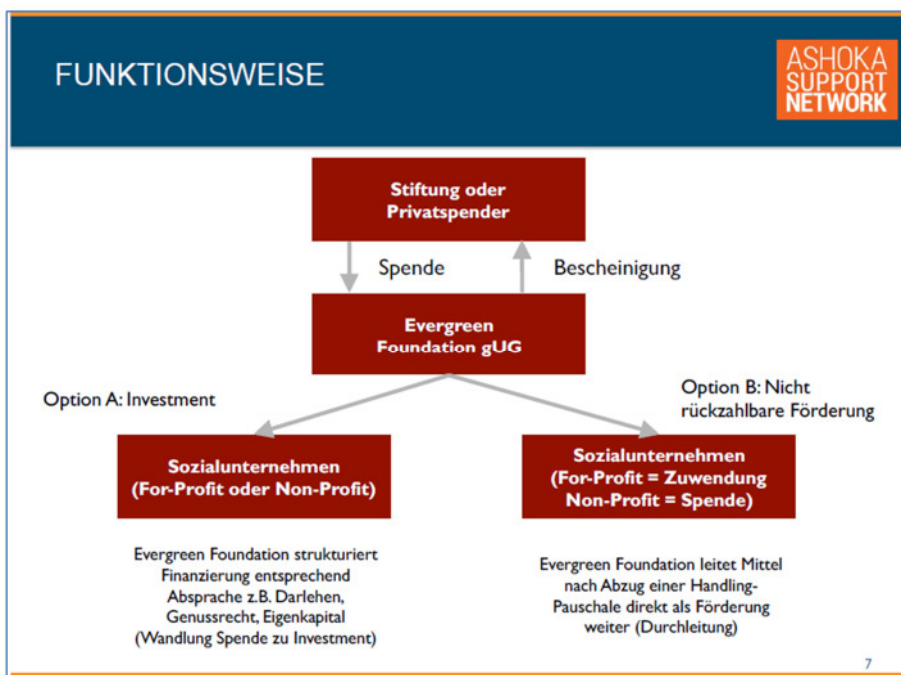 FUNKTIONSWEISE
ASHOKA
SUPPORT
NETWORK
Stiftung oder
Privatspender
Spende
Bescheinigung
Evergreen
Foundation gUG
Option A: Investment
Option B: Nicht
rückzahlbare Förderung
Sozialunternehmen
(For-Profit oder Non-Profit)
Sozialunternehmen
(For-Profit = Zuwendung
Non-Profit = Spende)
Evergreen Foundation strukturiert
Finanzierung entsprechend
Absprache z.B. Darlehen,
Genussrecht, Eigenkapital
(Wandlung Spende zu Investment)
Evergreen Foundation leitet Mittel
nach Abzug einer Handling-
Pauschale direkt als Förderung
weiter (Durchleitung)
7